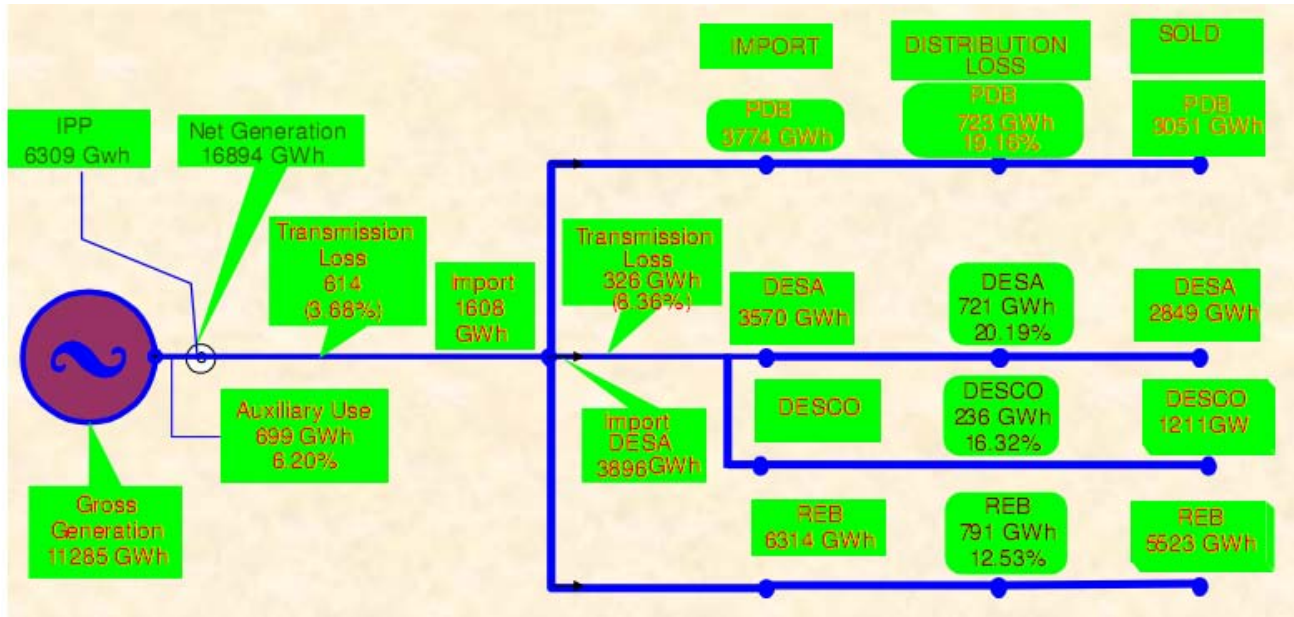 IMPORT
DISTRIBUTION
LOSS
SOLD
IPP
6309 Gwh
Net Generation
16894 GWh
PDB
3774 GWh
PDB
723 GWh
19.16%
PDB
3051 GWh
Transmission
Loss
614
(3.68%)
import
1608
GWh
Transmission
Loss
326 GWh
(8.36%)
DESA
3570 GWh
DESA
721 GWh
20.19%
DESA
2849 GWh
Auxiliary Use
699 GWh
6.20%
import
DESA
3896GWh
DESCO
DESCO
236 GWh
16.32%
DESCO
1211GW
Gross
Generation
11285 GWh
REB
6314 GWh
REB
791 GWh
12.53%
REB
5523 GWh